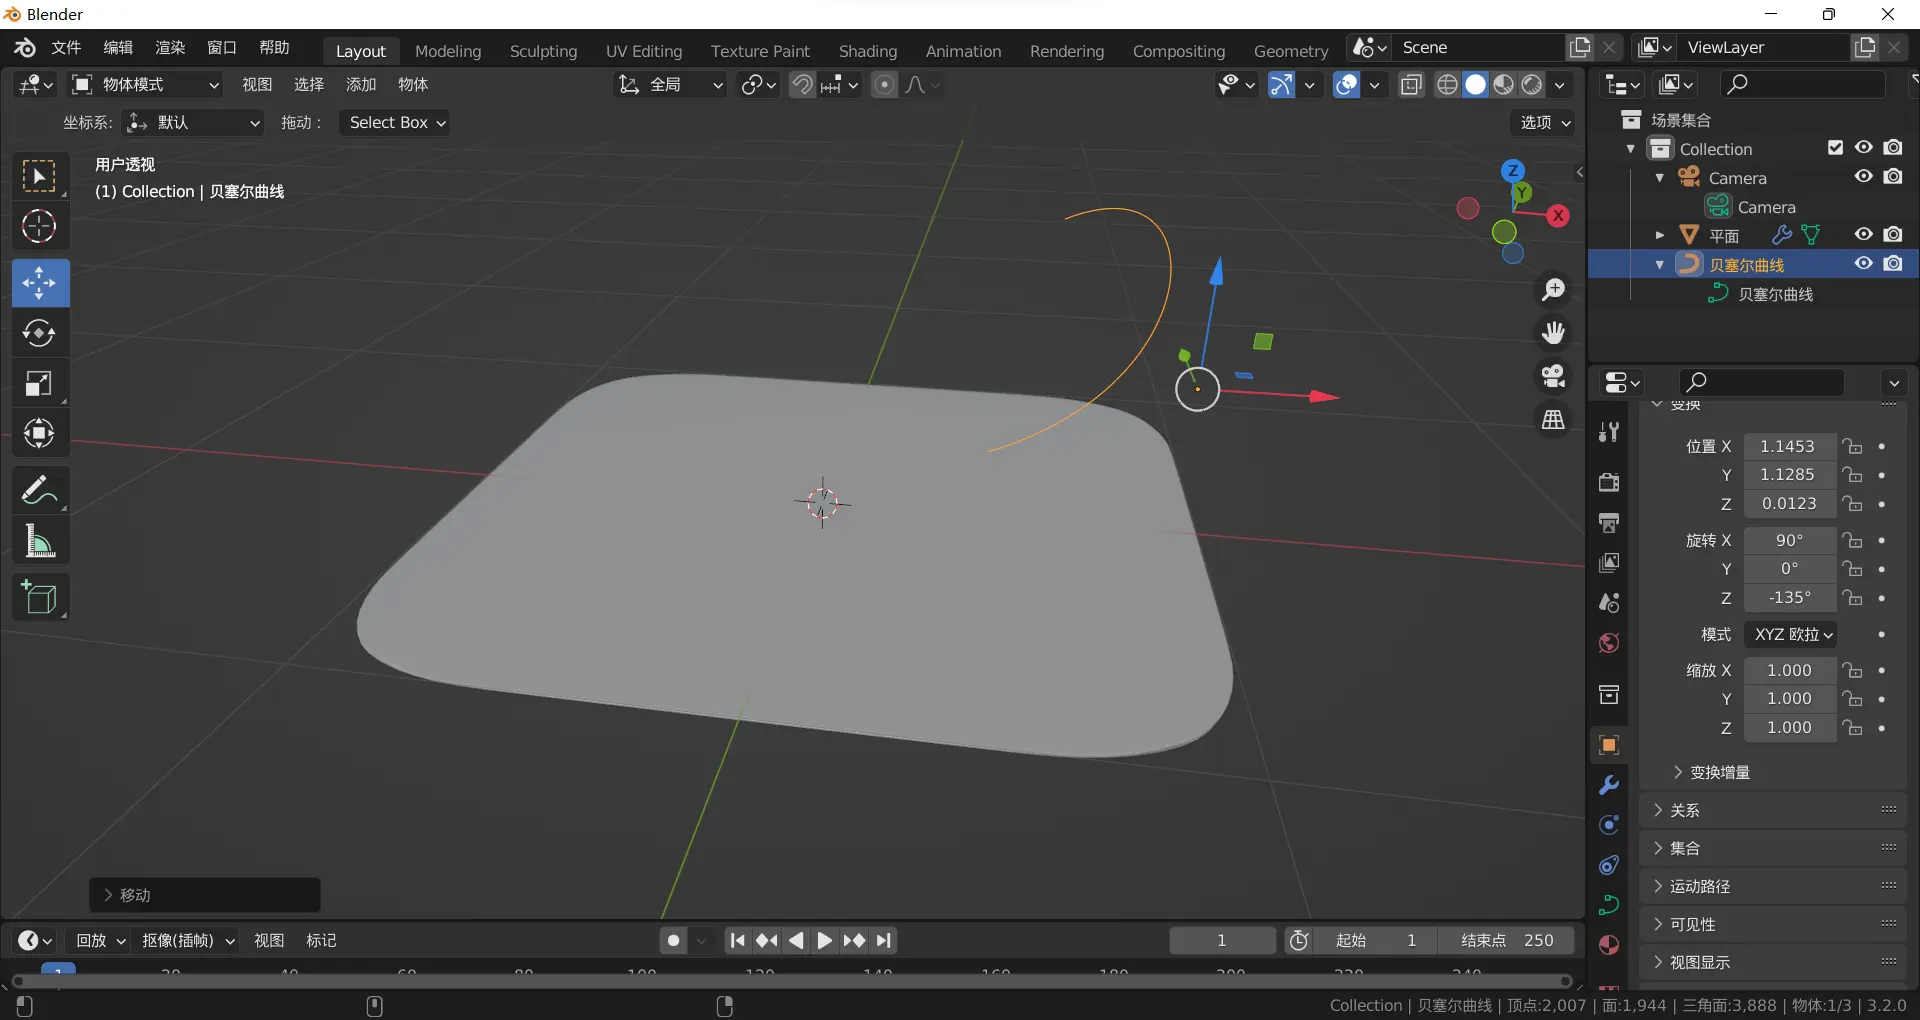 Blender
文件 编辑 渲染 窗口 帮助 Layout Modeling Sculpting UV Editing Texture Paint Shading Animation Rendering Compositing Geometry Scene ViewLayer
物体模式 视图 选择 添加 物体 全局
坐标系: 默认 拖动: Select Box 选项
用户透视
(1) Collection | 贝塞尔曲线
Z
Y
X
场景集合
Collection
Camera
Camera
平面
贝塞尔曲线
贝塞尔曲线
变换
位置 X 1.1453
Y 1.1285
Z 0.0123
旋转 X 90°
Y 0°
Z -135°
模式 XYZ 欧拉
缩放 X 1.000
Y 1.000
Z 1.000
变换增量
关系
集合
运动路径
可见性
视图显示
移动
回放 抠像(插帧) 视图 标记 1 起始 1 结束点 250
1 20 40 60 80 100 120 140 160 180 200 220 240
Collection | 贝塞尔曲线 | 顶点:2,007 | 面:1,944 | 三角面:3,888 | 物体:1/3 | 3.2.0